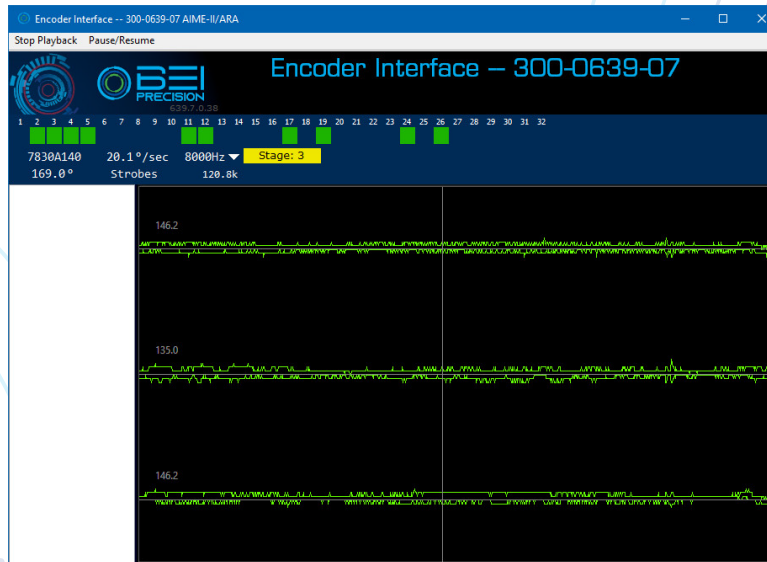 Encoder Interface -- 300-0639-07 AIME-II/ARA
Stop Playback Pause/Resume
BEI
PRECISION
639.7.0.38
Encoder Interface -- 300-0639-07
1 2 3 4 5 6 7 8 9 10 11 12 13 14 15 16 17 18 19 20 21 22 23 24 25 26 27 28 29 30 31 32
7830A140 20.1°/sec 8000Hz Stage: 3
169.0° Strobes 120.8k
146.2
135.0
146.2